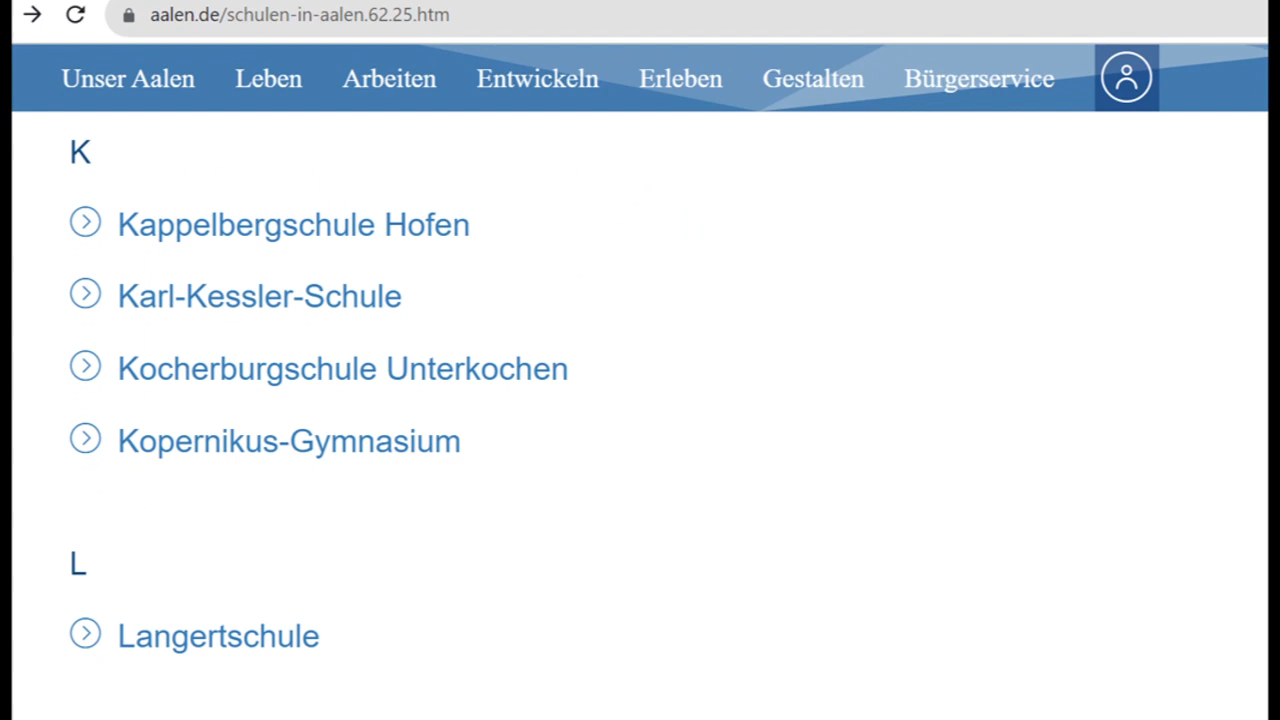 aalen.de/schulen-in-aalen.62.25.htm
Unser Aalen Leben Arbeiten Entwickeln Erleben Gestalten Bürgerservice
K
Kappelbergschule Hofen
Karl-Kessler-Schule
Kocherburgschule Unterkochen
Kopernikus-Gymnasium
L
Langertschule